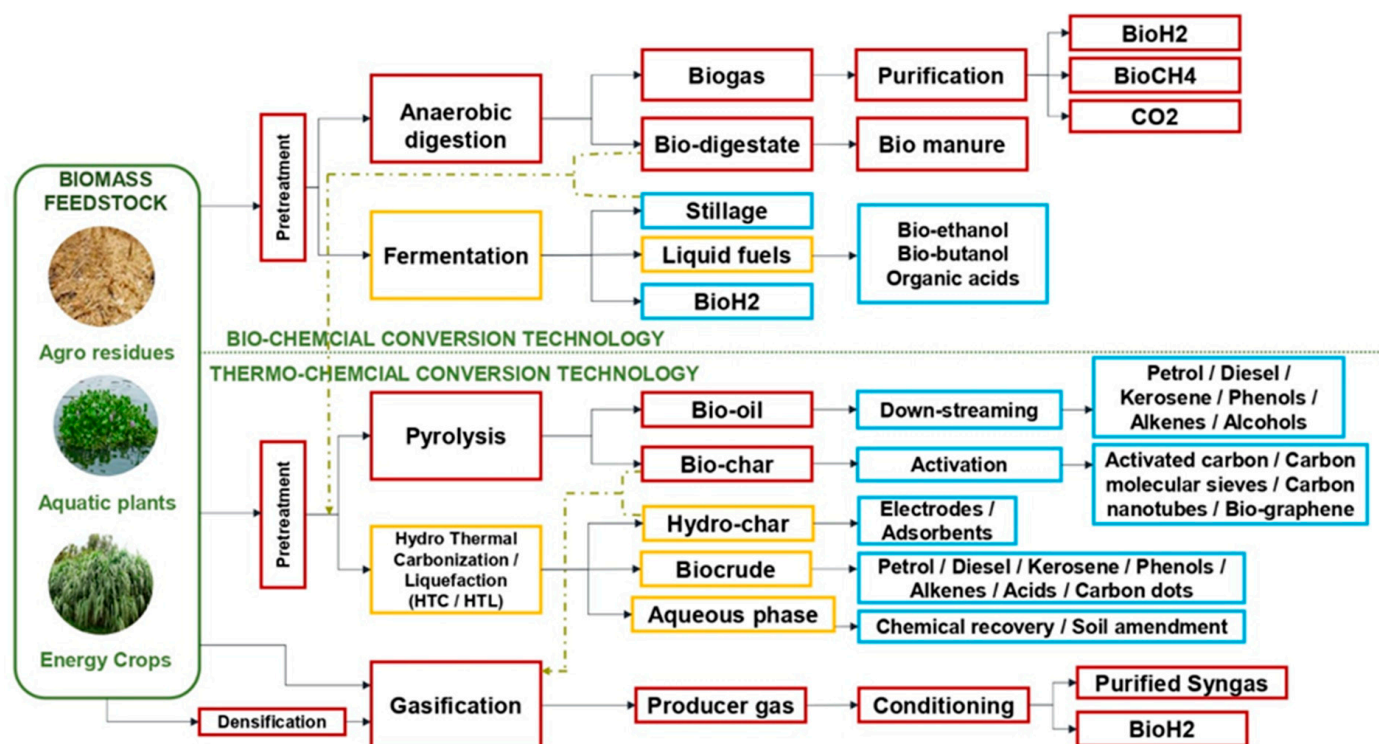 BIOMASS
FEEDSTOCK
Agro residues
Aquatic plants
Energy Crops
Pretreatment
Anaerobic
digestion
Biogas
Purification
BioH2
BioCH4
CO2
Bio-digestate
Bio manure
Fermentation
Stillage
Liquid fuels
BioH2
Bio-ethanol
Bio-butanol
Organic acids
BIO-CHEMCIAL CONVERSION TECHNOLOGY
THERMO-CHEMCIAL CONVERSION TECHNOLOGY
Pretreatment
Pyrolysis
Bio-oil
Down-streaming
Petrol / Diesel /
Kerosene / Phenols /
Alkenes / Alcohols
Bio-char
Activation
Activated carbon / Carbon
molecular sieves / Carbon
nanotubes / Bio-graphene
Hydro Thermal
Carbonization /
Liquefaction
(HTC / HTL)
Hydro-char
Electrodes /
Adsorbents
Biocrude
Petrol / Diesel / Kerosene / Phenols /
Alkenes / Acids / Carbon dots
Aqueous phase
Chemical recovery / Soil amendment
Densification
Gasification
Producer gas
Conditioning
Purified Syngas
BioH2